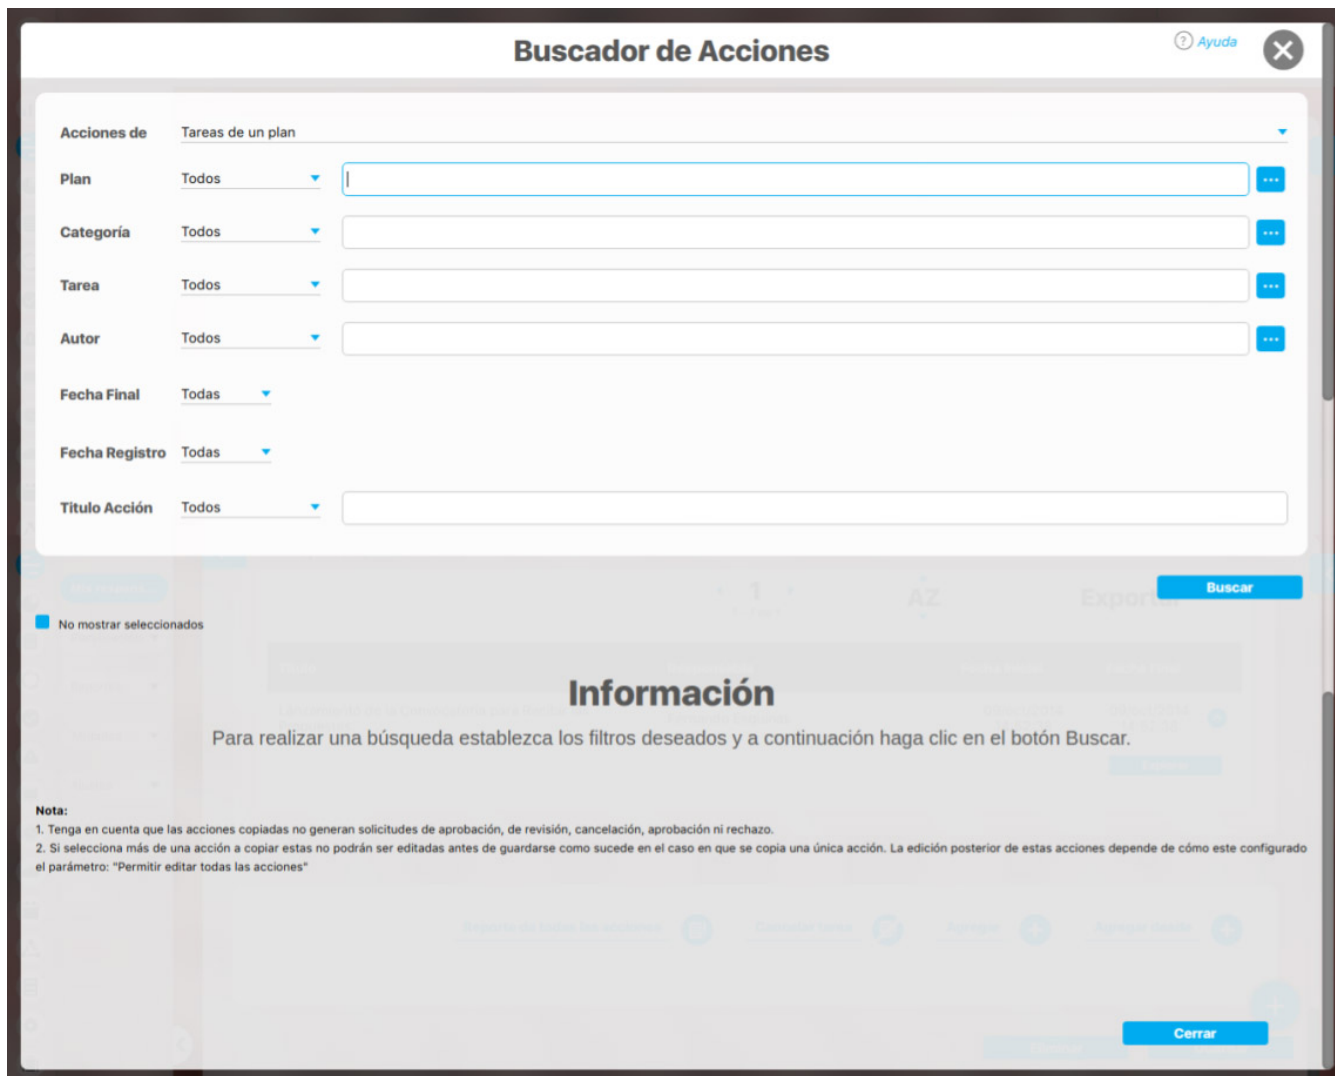 Buscador de Acciones
? Ayuda
Acciones de Tareas de un plan
Plan Todos
Categoría Todos
Tarea Todos
Autor Todos
Fecha Final Todas
Fecha Registro Todas
Titulo Acción Todos
Buscar
1 AZ Exportar
No mostrar seleccionados
Información
Para realizar una búsqueda establezca los filtros deseados y a continuación haga clic en el botón Buscar.
Nota:
1. Tenga en cuenta que las acciones copiadas no generan solicitudes de aprobación, de revisión, cancelación, aprobación ni rechazo.
2. Si selecciona más de una acción a copiar estas no podrán ser editadas antes de guardarse como sucede en el caso en que se copia una única acción. La edición posterior de estas acciones depende de cómo este configurado
el parámetro: "Permitir editar todas las acciones"
Cerrar